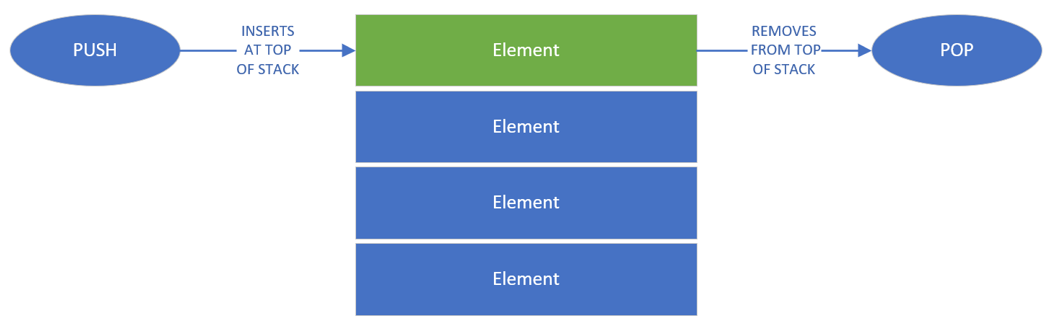 PUSH
INSERTS
AT TOP
OF STACK
Element
REMOVES
FROM TOP
OF STACK
POP
Element
Element
Element